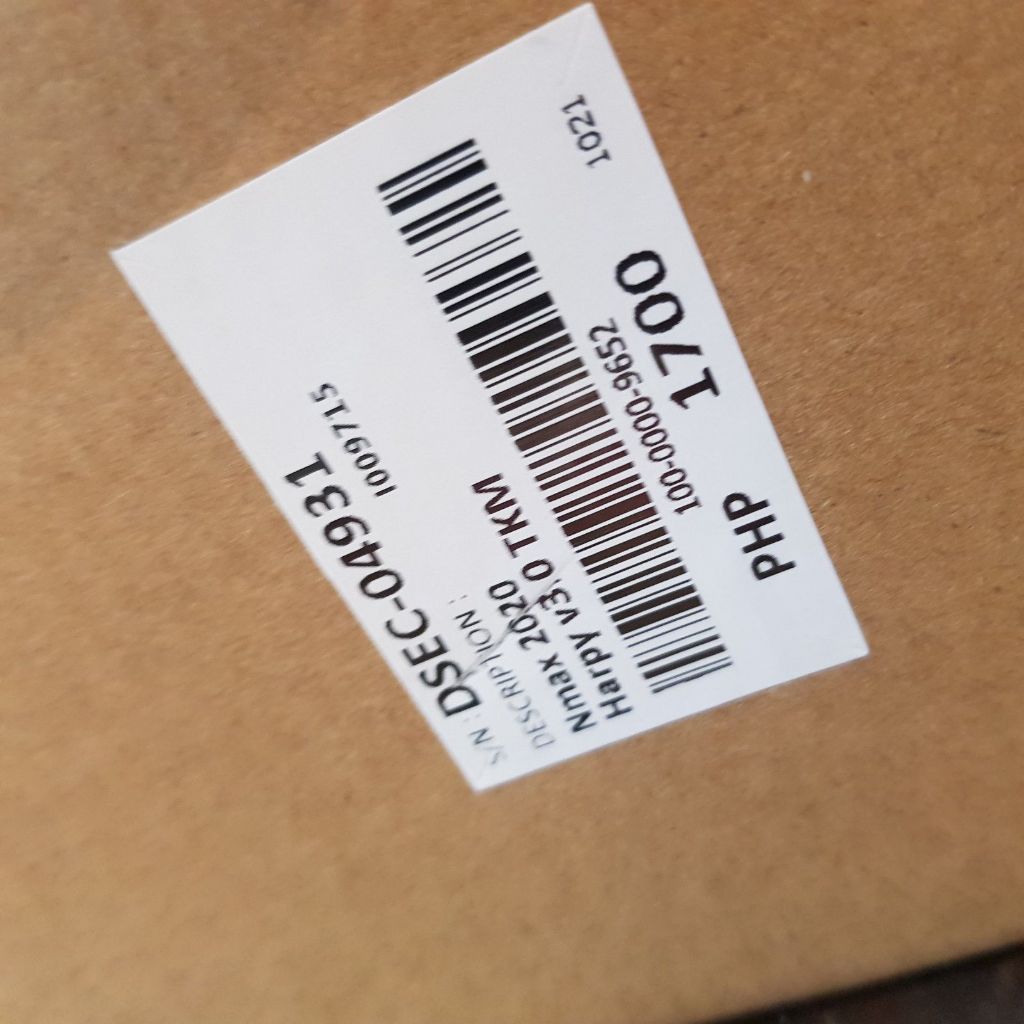 S/N: DSEC-04931
DESCRIPTION: 1009715
Nmax 2020
Harpy v3.0 TKM
100-0000-9652
PHP 1700
1021